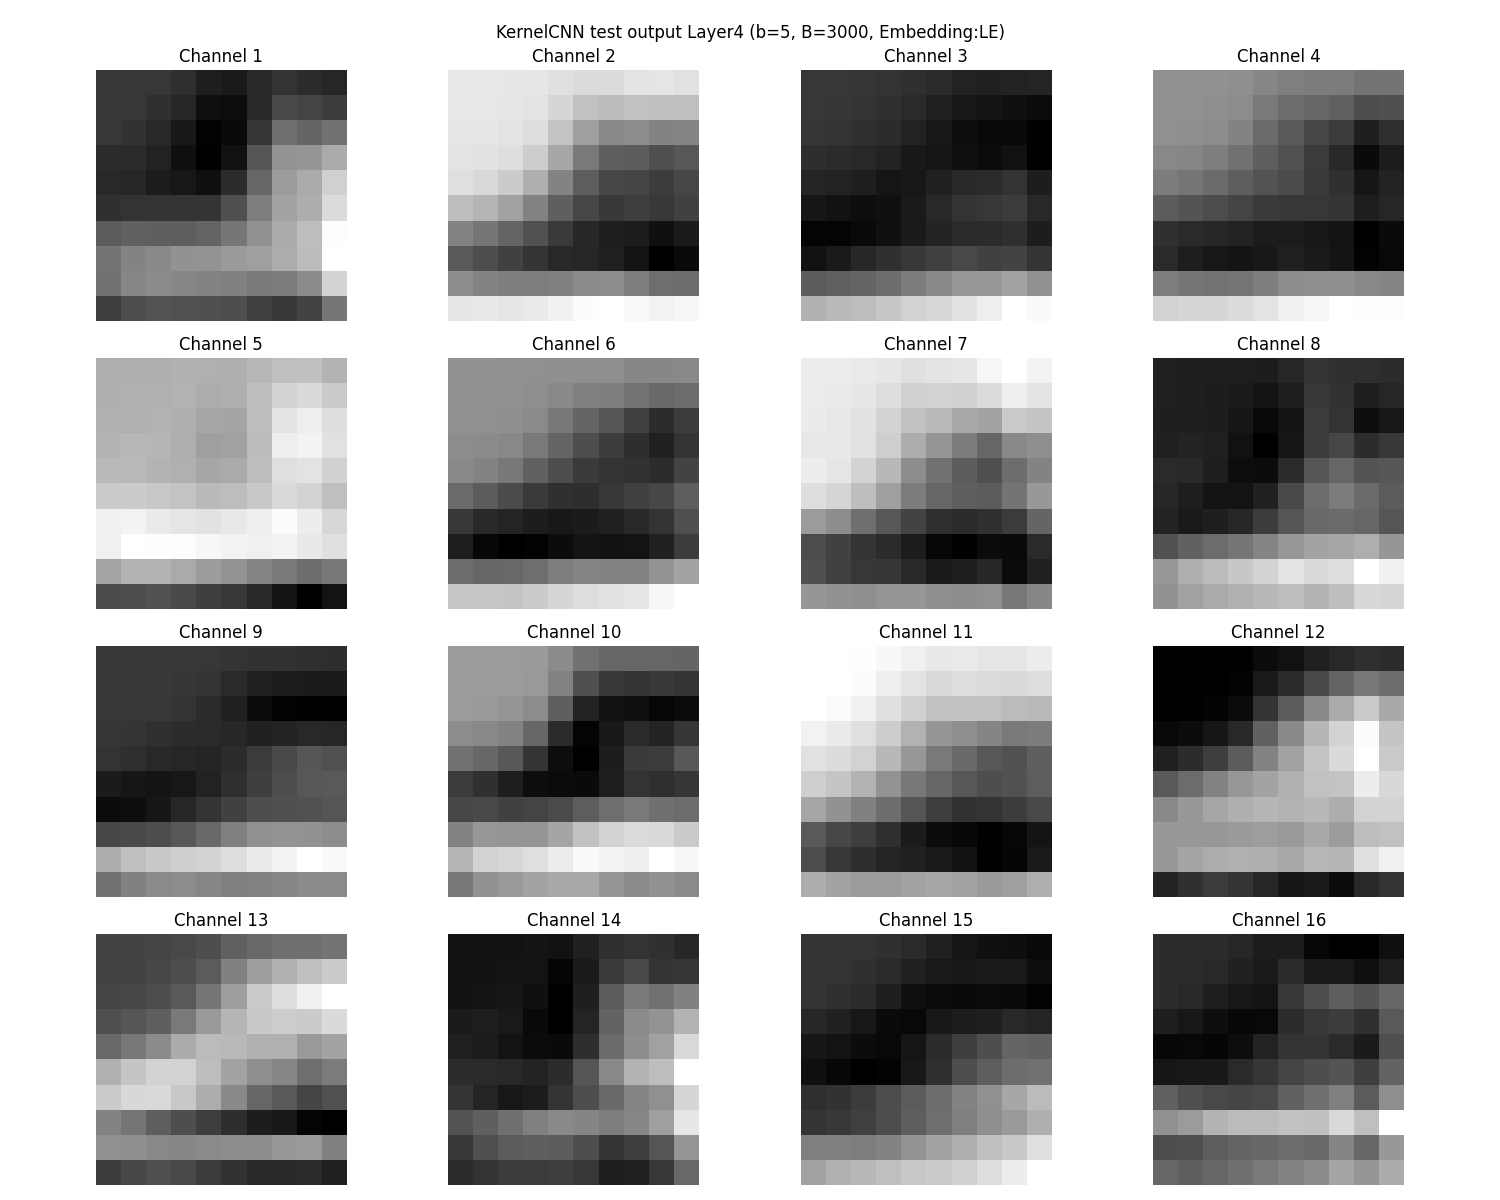 KernelCNN test output Layer4 (b=5, B=3000, Embedding:LE)
Channel 1
Channel 2
Channel 3
Channel 4
Channel 5
Channel 6
Channel 7
Channel 8
Channel 9
Channel 10
Channel 11
Channel 12
Channel 13
Channel 14
Channel 15
Channel 16